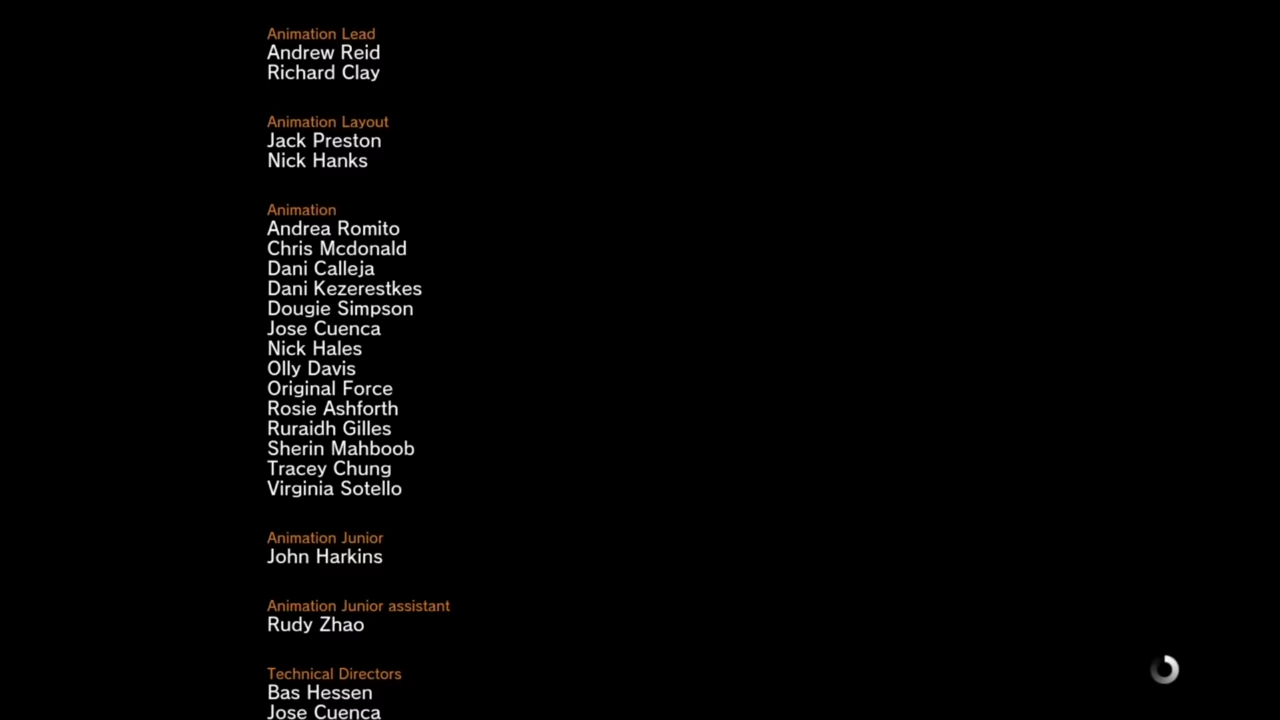 Animation Lead
Andrew Reid
Richard Clay
Animation Layout
Jack Preston
Nick Hanks
Animation
Andrea Romito
Chris Mcdonald
Dani Calleja
Dani Kezerestkes
Dougie Simpson
Jose Cuenca
Nick Hales
Olly Davis
Original Force
Rosie Ashforth
Ruraidh Gilles
Sherin Mahboob
Tracey Chung
Virginia Sotello
Animation Junior
John Harkins
Animation Junior assistant
Rudy Zhao
Technical Directors
Bas Hessen
Jose Cuenca